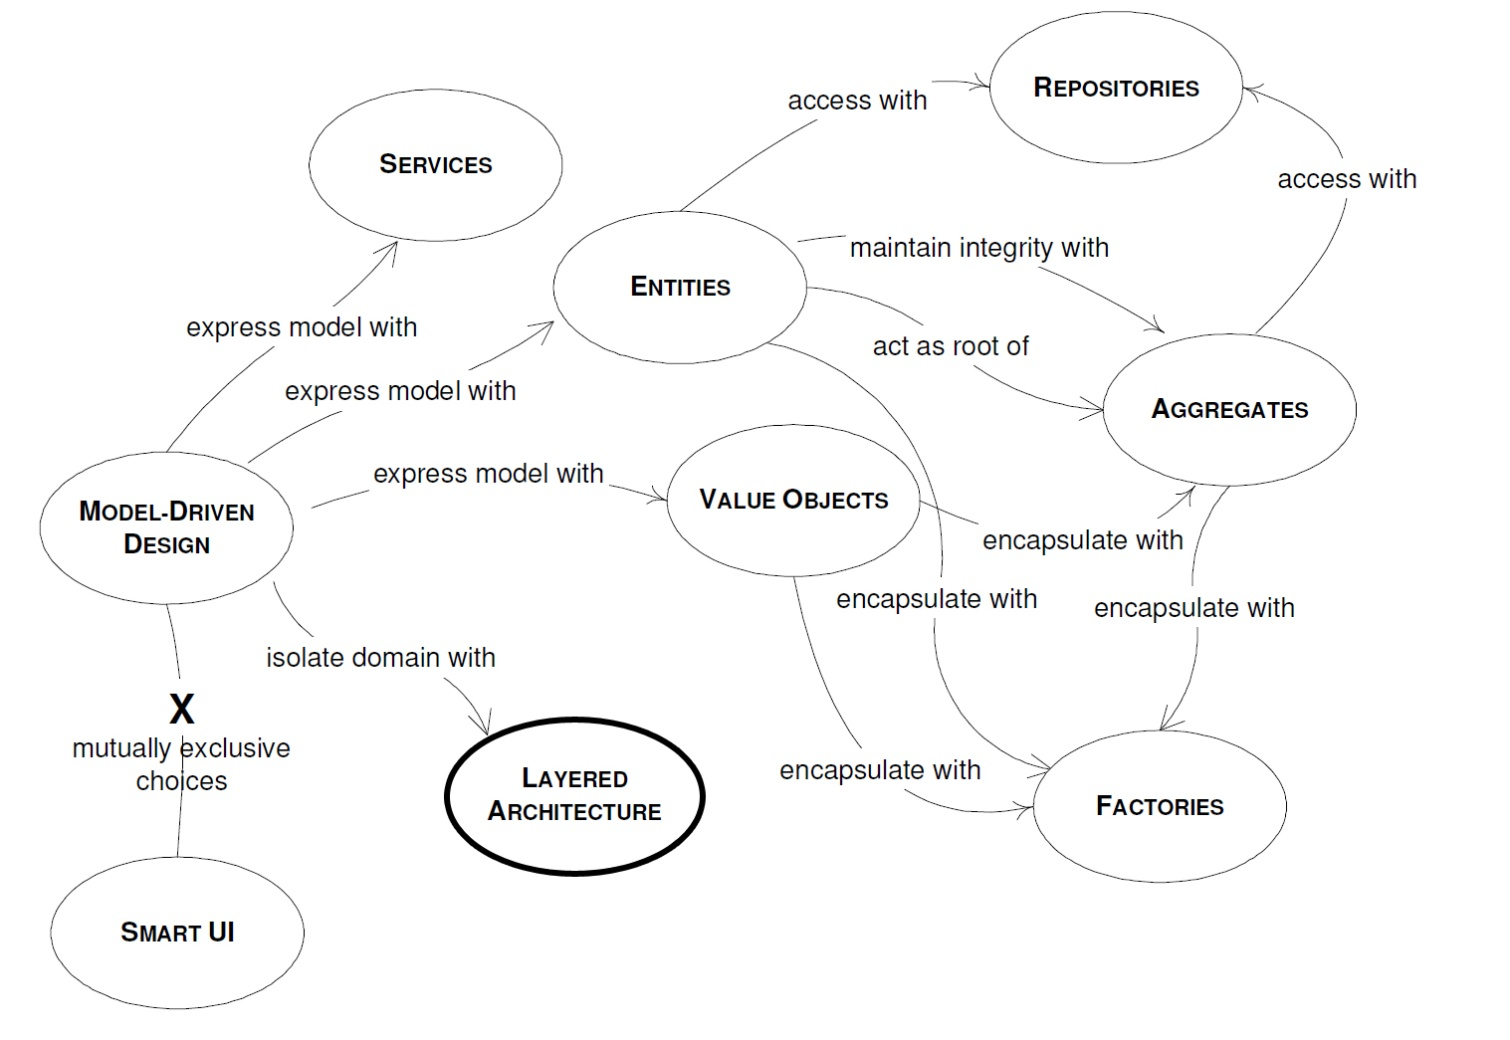 REPOSITORIES
access with
SERVICES
access with
maintain integrity with
ENTITIES
express model with
act as root of
express model with
AGGREGATES
express model with
VALUE OBJECTS
MODEL-DRIVEN
DESIGN
encapsulate with
encapsulate with
encapsulate with
isolate domain with
X
mutually exclusive
choices
encapsulate with
LAYERED
ARCHITECTURE
FACTORIES
SMART UI